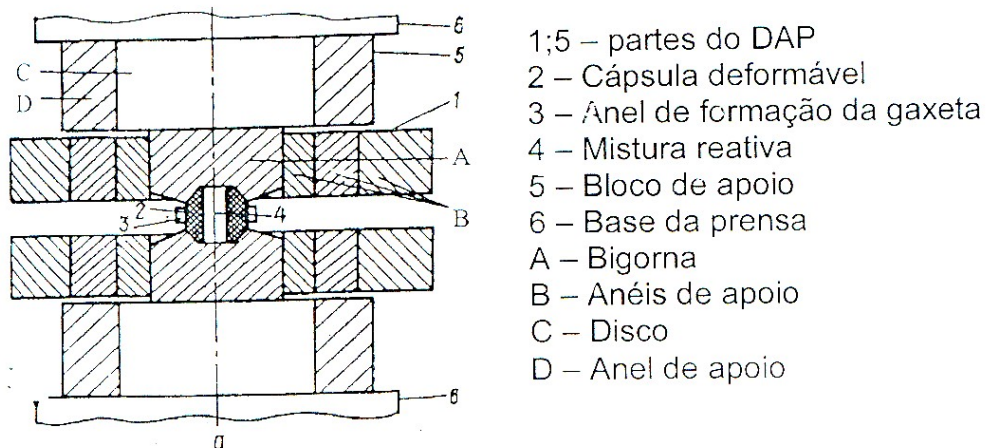 6
5
C
D
1
A
2
3
4
B
6
a
1;5 – partes do DAP
2 – Cápsula deformável
3 – Anel de formação da gaxeta
4 – Mistura reativa
5 – Bloco de apoio
6 – Base da prensa
A – Bigorna
B – Anéis de apoio
C – Disco
D – Anel de apoio